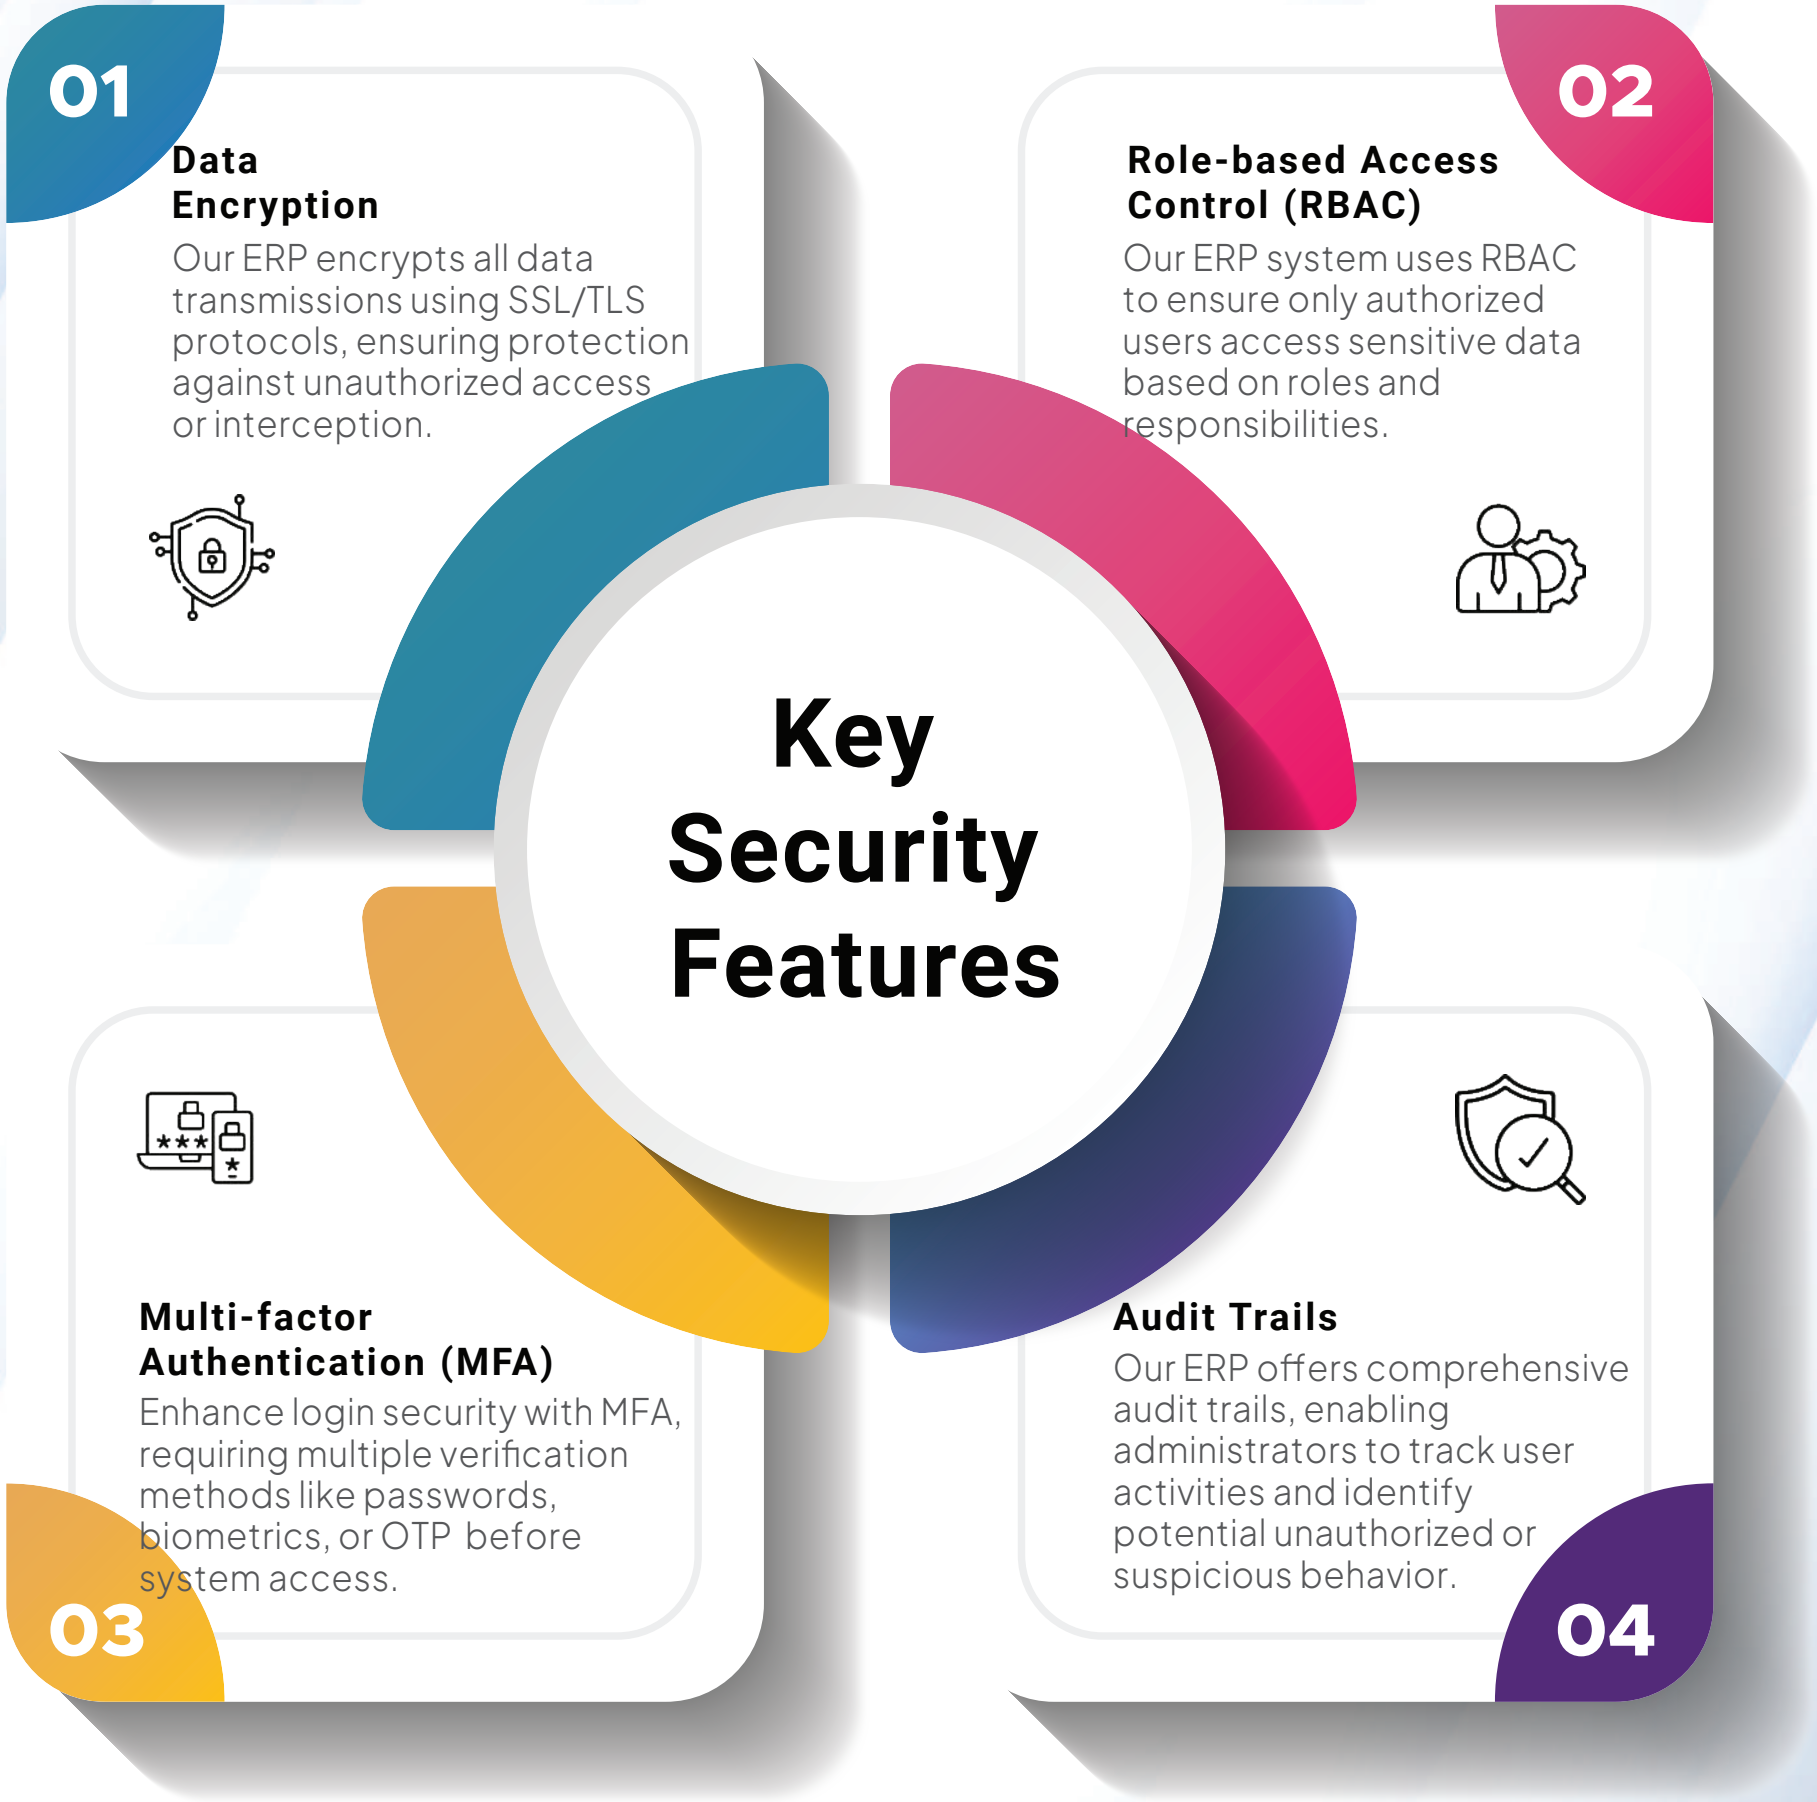 01
Data
Encryption
Our ERP encrypts all data
transmissions using SSL/TLS
protocols, ensuring protection
against unauthorized access
or interception.
02
Role-based Access
Control (RBAC)
Our ERP system uses RBAC
to ensure only authorized
users access sensitive data
based on roles and
responsibilities.
Key
Security
Features
***
*
Multi-factor
Authentication (MFA)
Enhance login security with MFA,
requiring multiple verification
methods like passwords,
biometrics, or OTP before
system access.
03
Audit Trails
Our ERP offers comprehensive
audit trails, enabling
administrators to track user
activities and identify
potential unauthorized or
suspicious behavior.
04